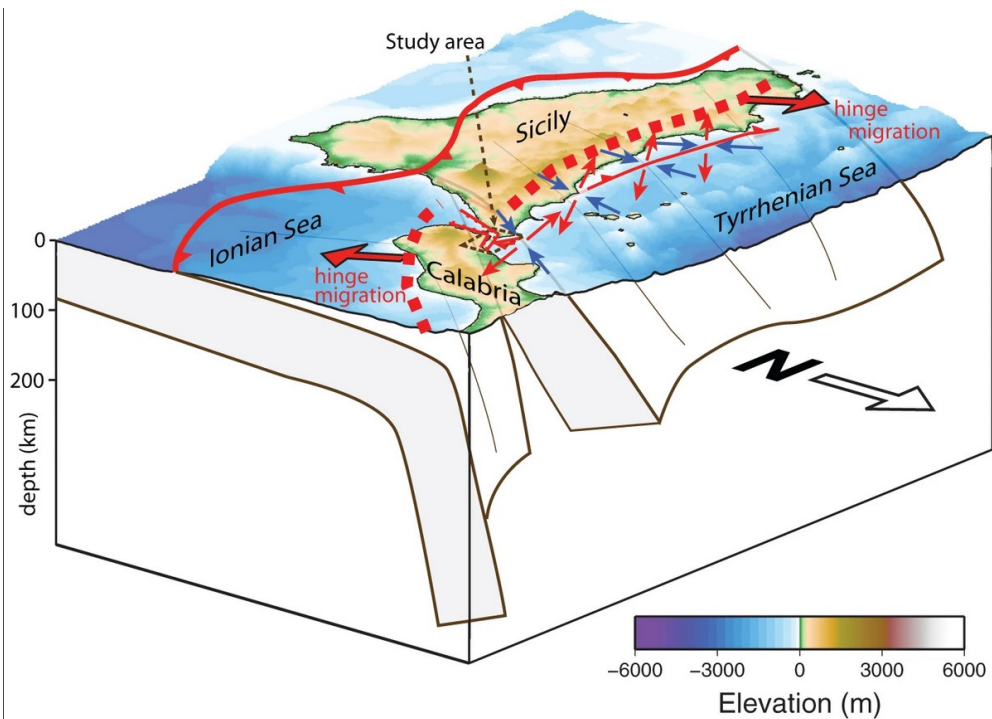 Study area
Sicily
hinge
migration
Tyrrhenian Sea
Ionian Sea
hinge
migration
Calabria
0
100
200
depth (km)
N
−6000 −3000 0 3000 6000
Elevation (m)